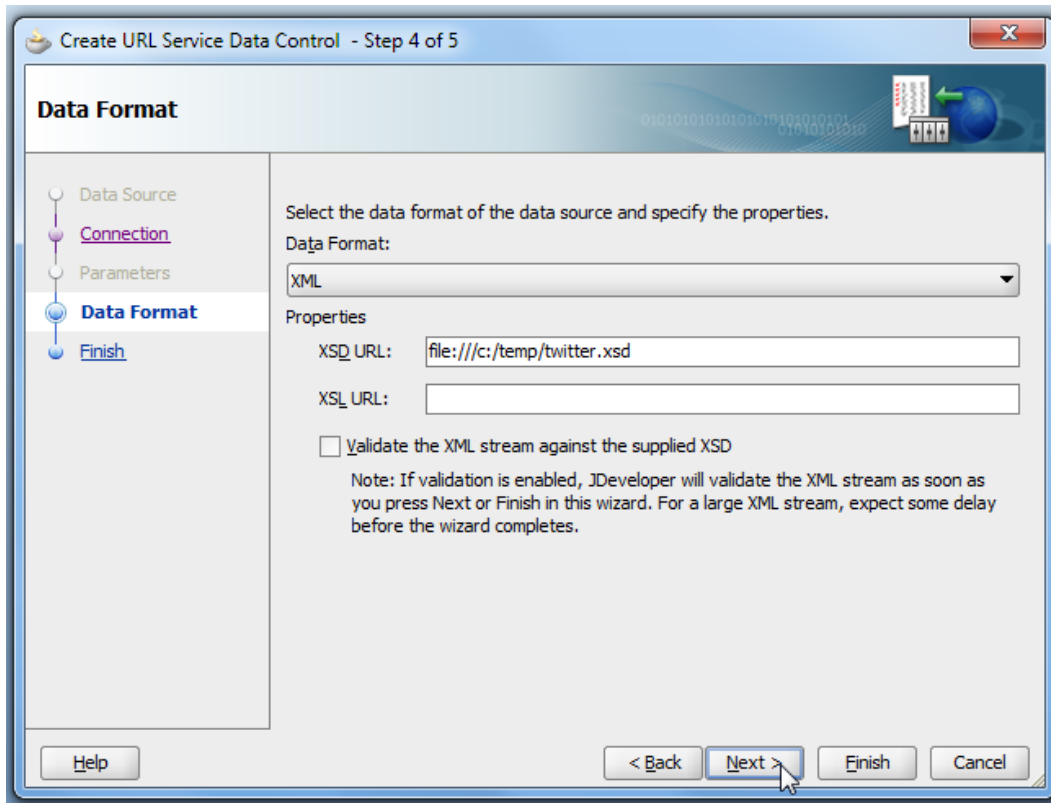 Create URL Service Data Control - Step 4 of 5
Data Format
Data Source
Connection
Parameters
Data Format
Finish
Select the data format of the data source and specify the properties.
Data Format:
XML
Properties
XSD URL: file:///c:/temp/twitter.xsd
XSL URL:
Validate the XML stream against the supplied XSD
Note: If validation is enabled, JDeveloper will validate the XML stream as soon as
you press Next or Finish in this wizard. For a large XML stream, expect some delay
before the wizard completes.
Help < Back Next > Finish Cancel